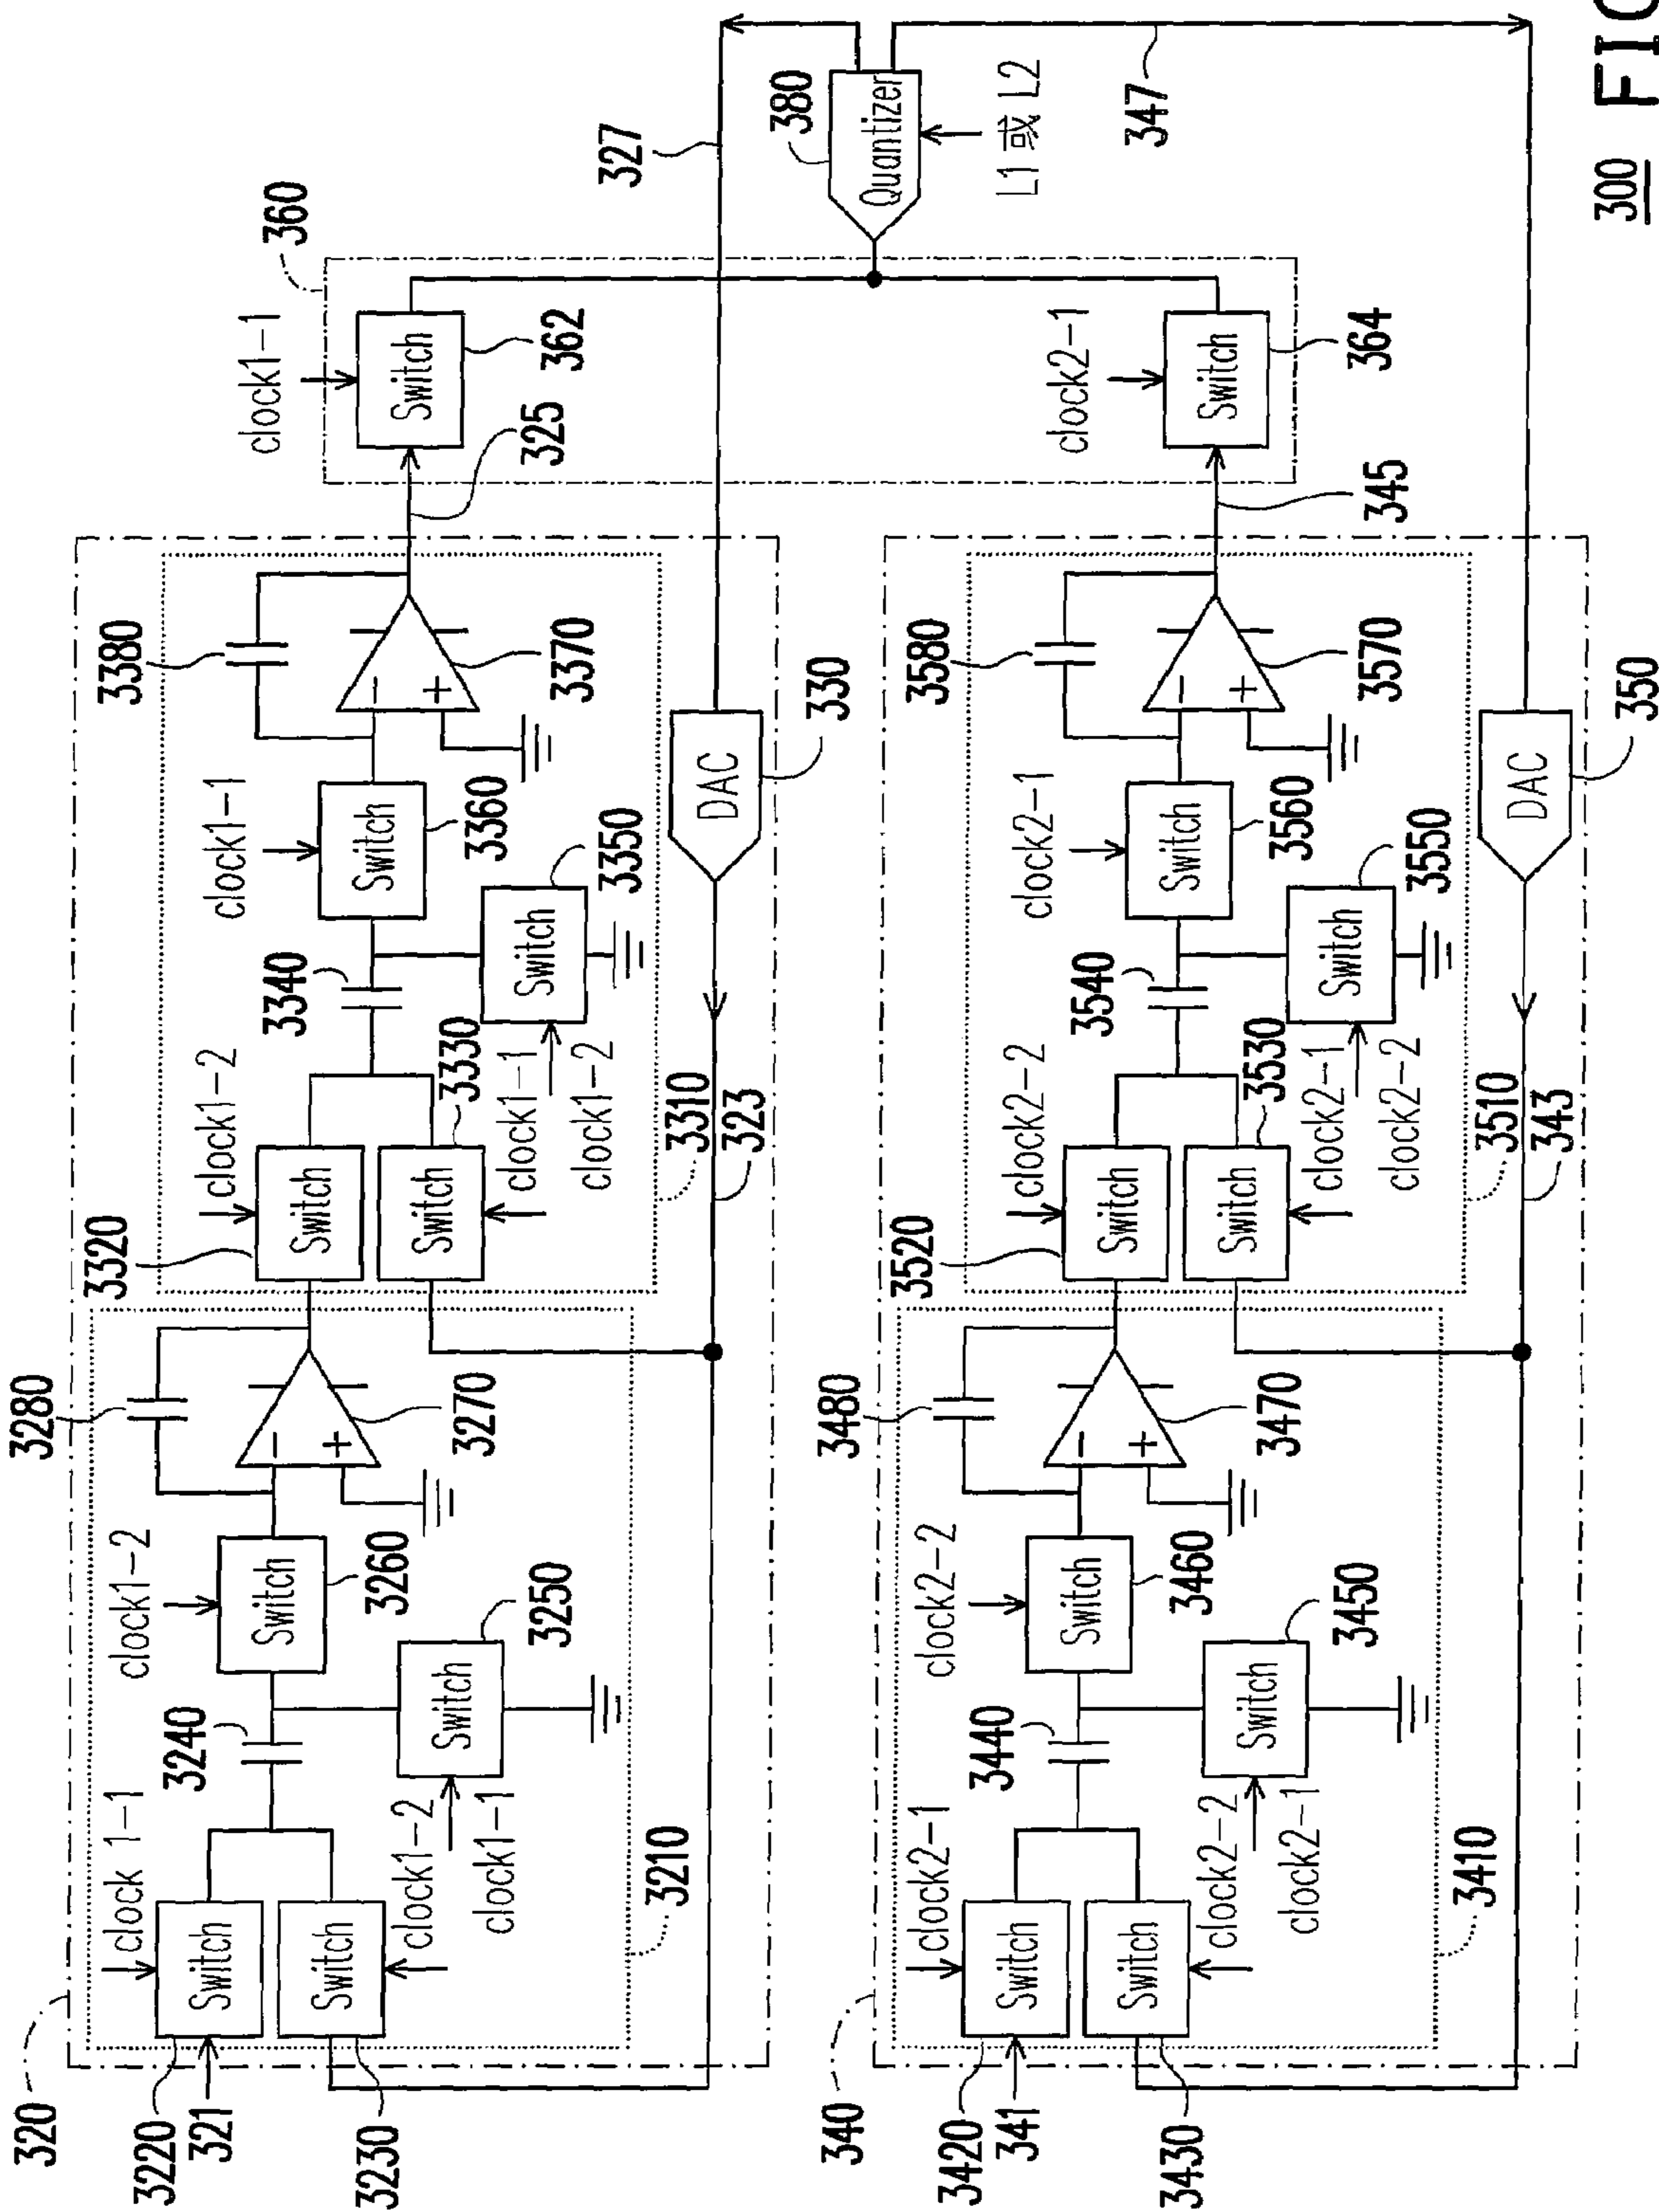 320
3220
321
3230
clock 1-1
Switch
Switch
clock1-2
clock1-1
3240
Switch
3250
clock1-2
Switch
3260
3280
3270
-
+
3210
3320
clock1-2
Switch
Switch
3330
clock1-1
clock1-2
3340
Switch
3350
clock1-1
Switch
3360
3380
3370
-
+
3310
323
DAC
330
325
clock1-1
Switch
362
360
327
380
Quantizer
L1 或 L2
347
340
3420
341
3430
clock2-1
Switch
Switch
clock2-2
clock2-1
3440
Switch
3450
clock2-2
Switch
3460
3480
3470
-
+
3410
3520
clock2-2
Switch
Switch
3530
clock2-1
clock2-2
3540
Switch
3550
clock2-1
Switch
3560
3580
3570
-
+
3510
343
DAC
350
345
clock2-1
Switch
364
300